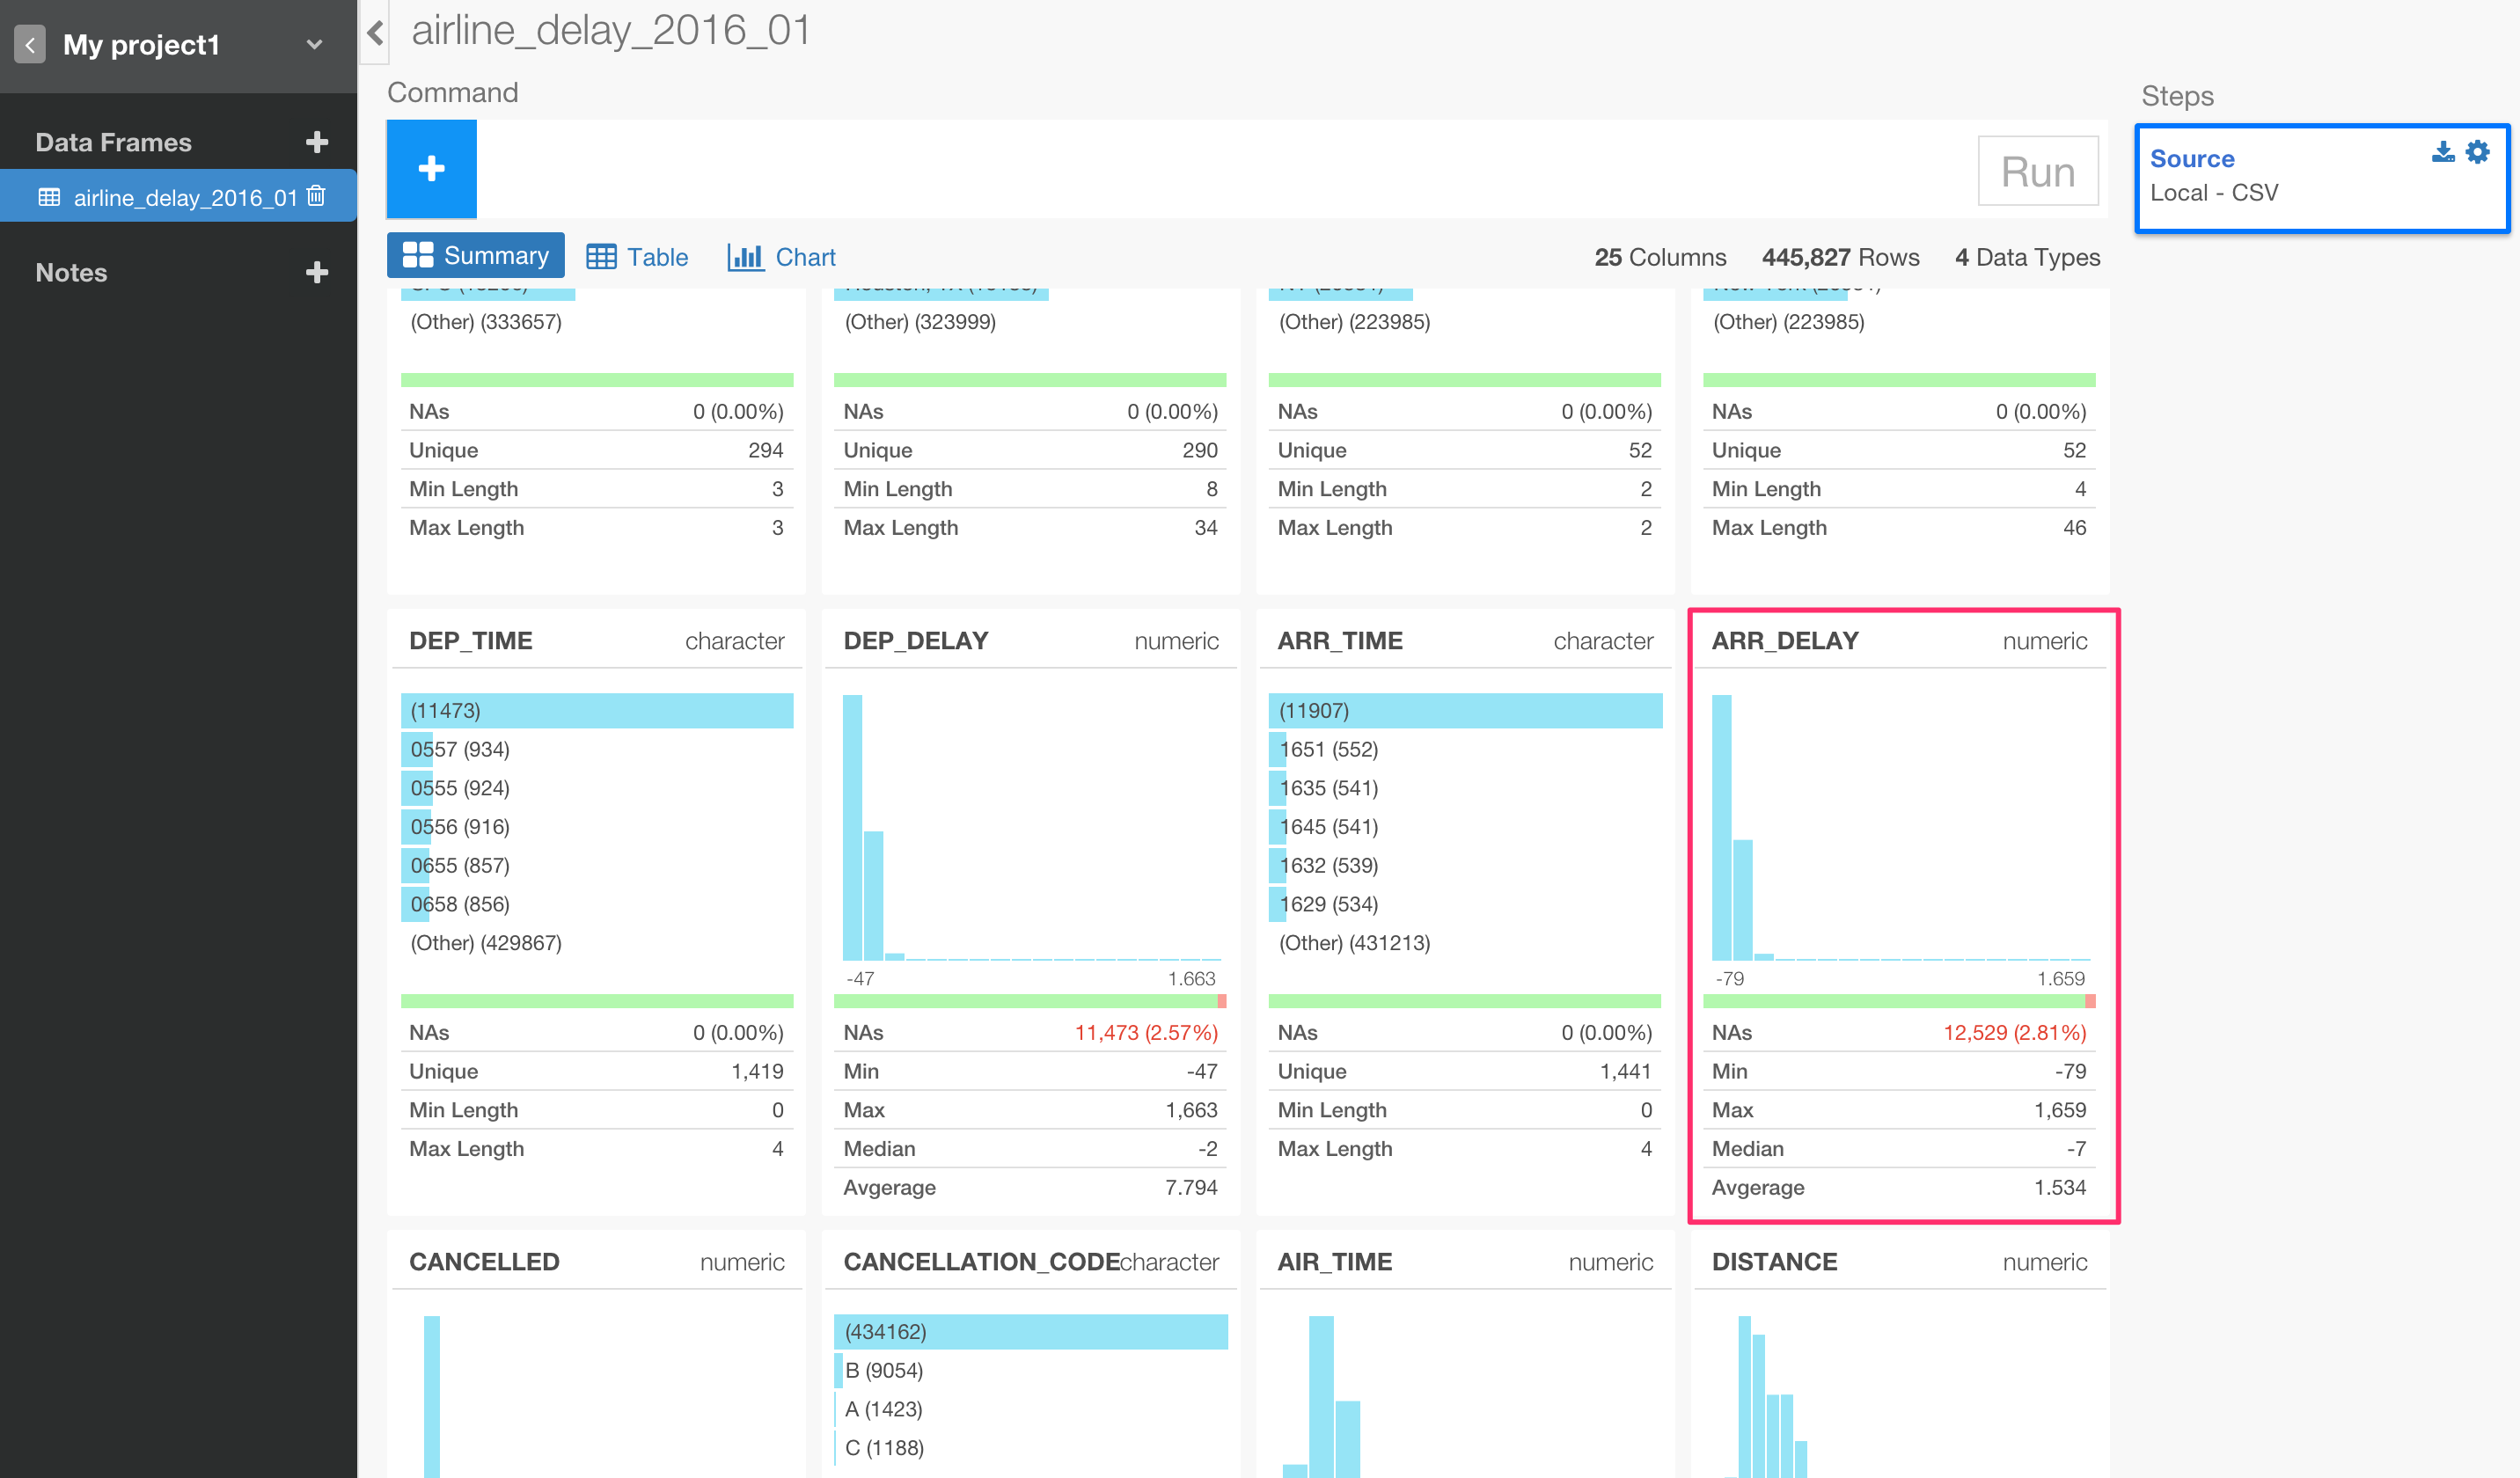 My project1
Data Frames
airline_delay_2016_01
Notes
airline_delay_2016_01
Command
Run
Steps
Source
Local - CSV
Summary Table Chart 25 Columns 445,827 Rows 4 Data Types
(Other) (333657)
NAs 0 (0.00%)
Unique 294
Min Length 3
Max Length 3
(Other) (323999)
NAs 0 (0.00%)
Unique 290
Min Length 8
Max Length 34
(Other) (223985)
NAs 0 (0.00%)
Unique 52
Min Length 2
Max Length 2
(Other) (223985)
NAs 0 (0.00%)
Unique 52
Min Length 4
Max Length 46
DEP_TIME character
(11473)
0557 (934)
0555 (924)
0556 (916)
0655 (857)
0658 (856)
(Other) (429867)
NAs 0 (0.00%)
Unique 1,419
Min Length 0
Max Length 4
DEP_DELAY numeric
-47 1.663
NAs 11,473 (2.57%)
Min -47
Max 1,663
Median -2
Avgerage 7.794
ARR_TIME character
(11907)
1651 (552)
1635 (541)
1645 (541)
1632 (539)
1629 (534)
(Other) (431213)
NAs 0 (0.00%)
Unique 1,441
Min Length 0
Max Length 4
ARR_DELAY numeric
-79 1.659
NAs 12,529 (2.81%)
Min -79
Max 1,659
Median -7
Avgerage 1.534
CANCELLED numeric
CANCELLATION_CODE character
(434162)
B (9054)
A (1423)
C (1188)
AIR_TIME numeric
DISTANCE numeric